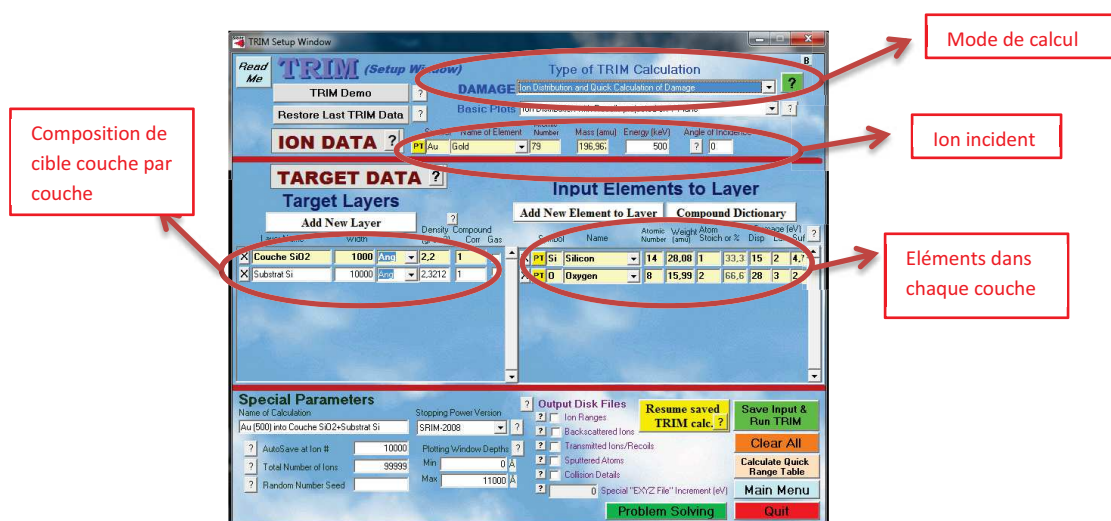 Mode de calcul
TRIM Setup Window
Read Me
TRIM (Setup Window)
Type of TRIM Calculation
B
TRIM Demo ?
DAMAGE Ion Distribution and Quick Calculation of Damage ?
Restore Last TRIM Data ?
Basic Plots ?
Ion incident
ION DATA ?
Symbol Name of Element Number Mass (amu) Energy (keV) Angle of Incidence
PT Au Gold 79 196,96 500 ? 0
Composition de
cible couche par
couche
TARGET DATA ?
Target Layers
Input Elements to Layer
Add New Layer
Add New Element to Layer Compound Dictionary
Layer Name Width Density Compound Corr Gas ?
Symbol Name Atomic Number Weight (amu) Atom Stoich or % Disp ?
X Couche SiO2 1000 Ang 2,2 1
X Substrat Si 10000 Ang 2,3212 1
X PT Si Silicon 14 28,08 1 33,3 15 2 4,7
X PT O Oxygen 8 15,99 2 66,6 28 3 2
Eléments dans
chaque couche
Special Parameters
Name of Calculation
Stopping Power Version
Au (500) into Couche SiO2+Substrat Si
SRIM-2008 ?
? AutoSave at Ion # 10000
? Total Number of Ions 99999
? Random Number Seed
Plotting Window Depths ?
Min 0 Å
Max 11000 Å
? Output Disk Files
? Ion Ranges
? Backscattered Ions
? Transmitted Ions/Recoils
? Sputtered Atoms
? Collision Details
? 0 Special "EXYZ File" Increment (eV)
Resume saved
TRIM calc. ?
Problem Solving
Save Input &
Run TRIM
Clear All
Calculate Quick
Range Table
Main Menu
Quit